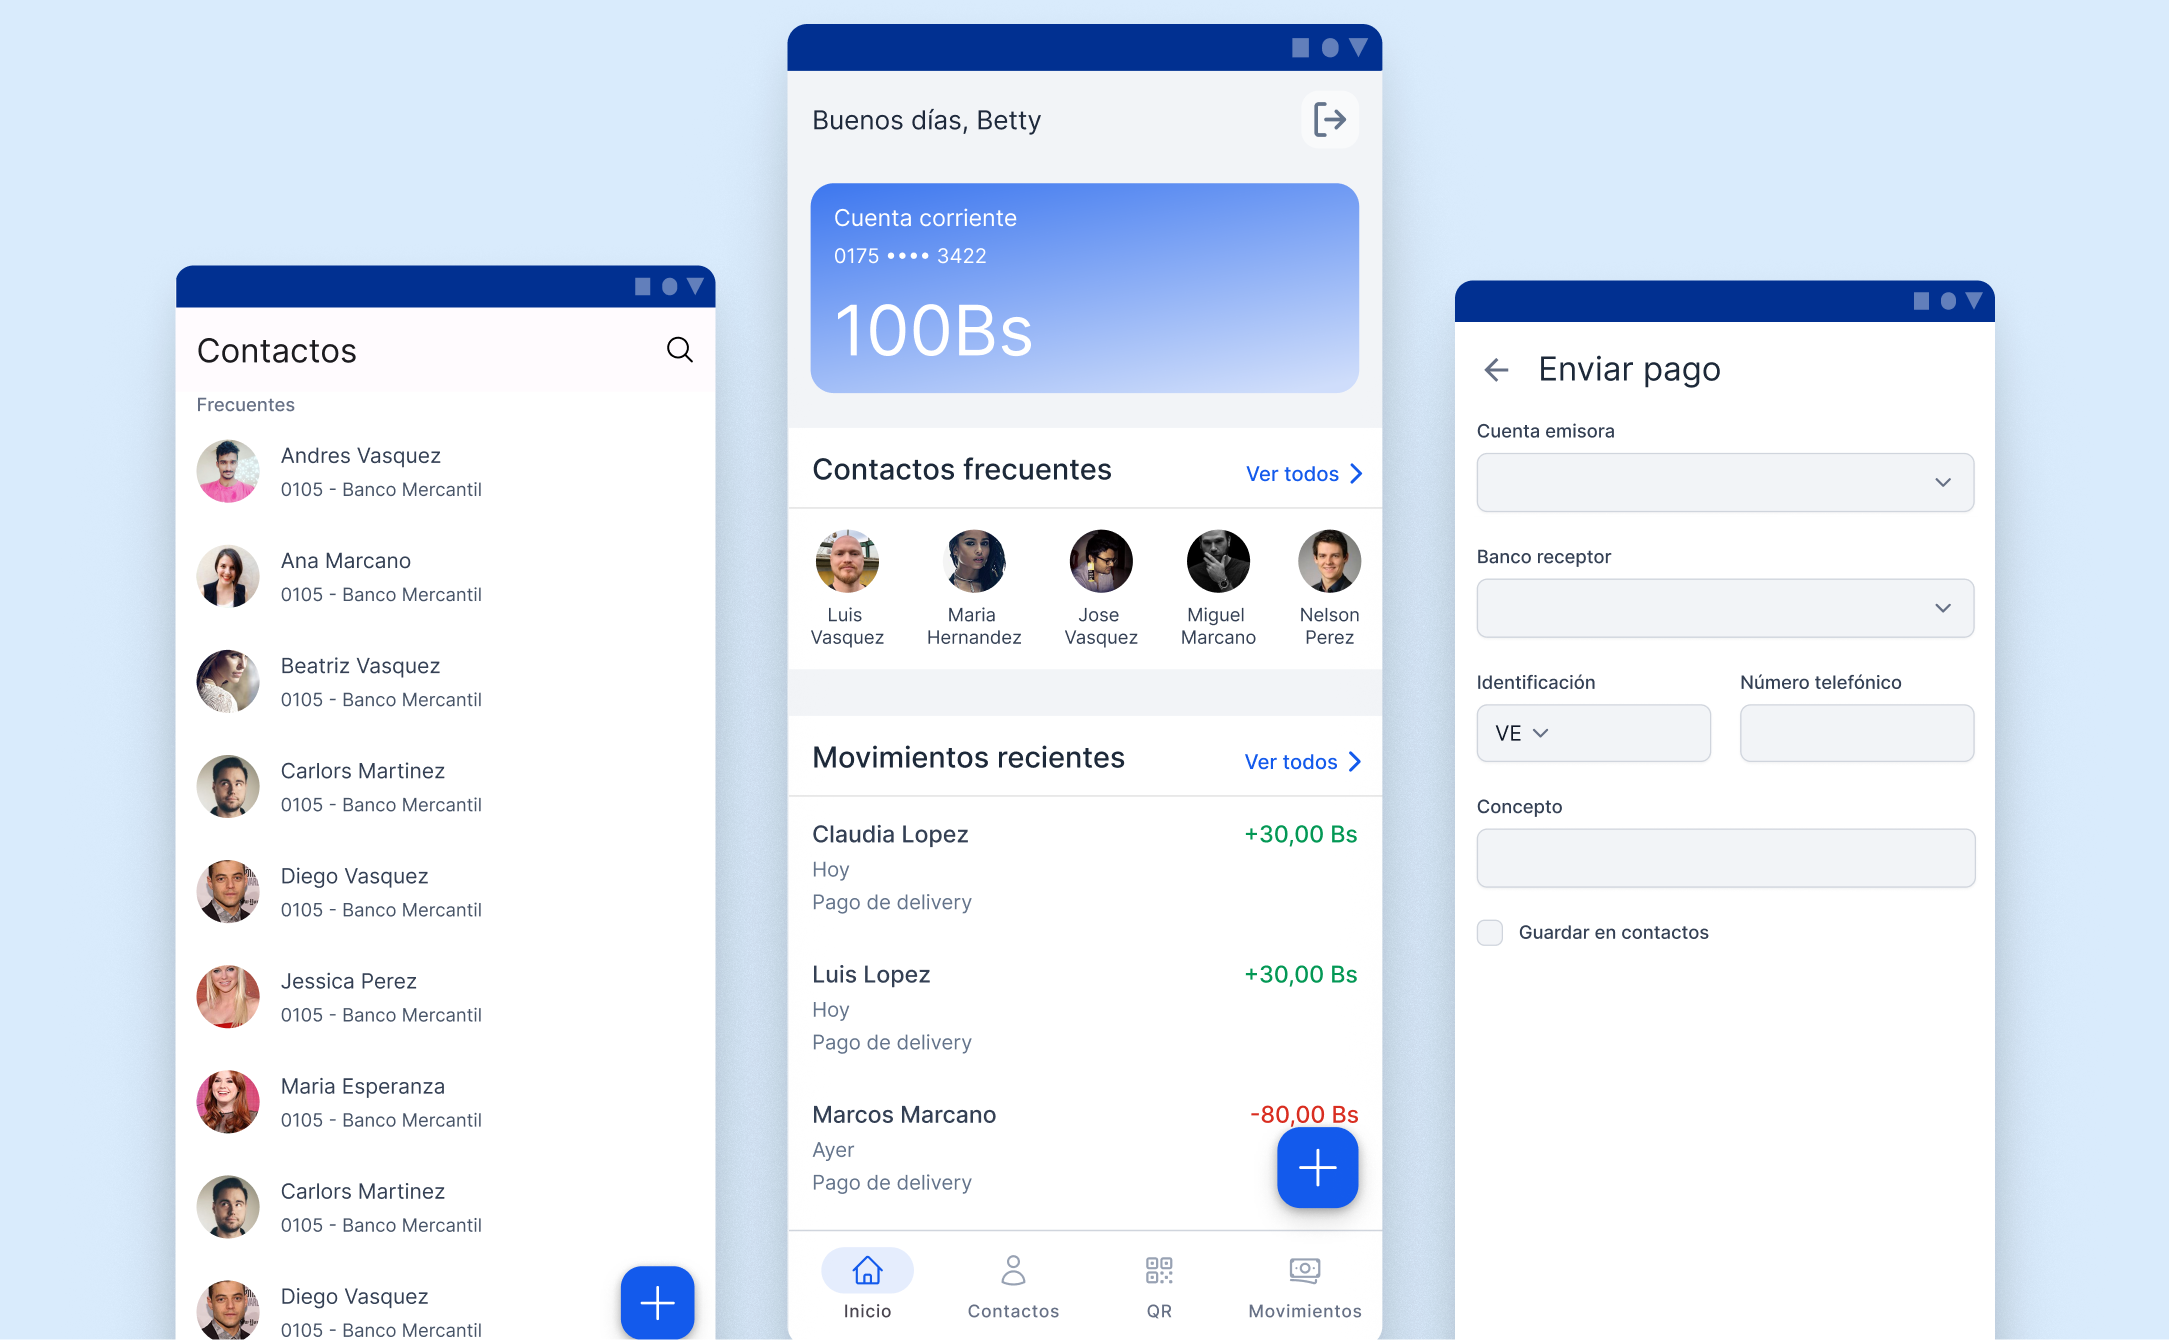 Contactos
Frecuentes
Andres Vasquez
0105 - Banco Mercantil
Ana Marcano
0105 - Banco Mercantil
Beatriz Vasquez
0105 - Banco Mercantil
Carlors Martinez
0105 - Banco Mercantil
Diego Vasquez
0105 - Banco Mercantil
Jessica Perez
0105 - Banco Mercantil
Maria Esperanza
0105 - Banco Mercantil
Carlors Martinez
0105 - Banco Mercantil
Diego Vasquez
0105 - Banco Mercantil
Buenos días, Betty
Cuenta corriente
0175 •••• 3422
100Bs
Contactos frecuentes
Ver todos
Luis
Vasquez
Maria
Hernandez
Jose
Vasquez
Miguel
Marcano
Nelson
Perez
Movimientos recientes
Ver todos
Claudia Lopez
+30,00 Bs
Hoy
Pago de delivery
Luis Lopez
+30,00 Bs
Hoy
Pago de delivery
Marcos Marcano
-80,00 Bs
Ayer
Pago de delivery
Inicio
Contactos
QR
Movimientos
Enviar pago
Cuenta emisora
Banco receptor
Identificación
Número telefónico
VE
Concepto
Guardar en contactos